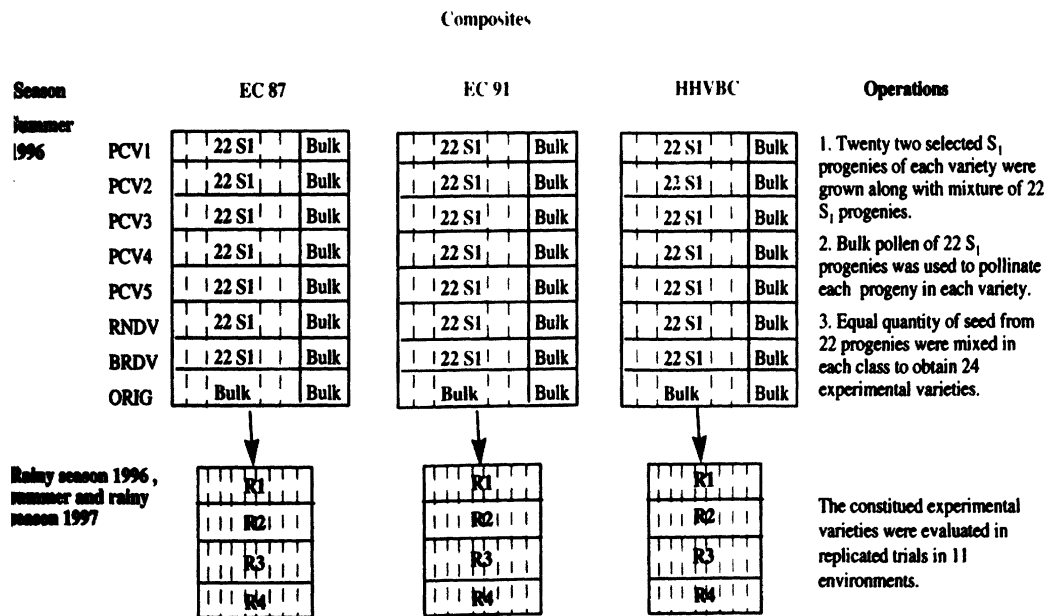 Composites
Season EC 87 EC 91 HHVBC Operations
Summer
1996
PCV1 22 S1 Bulk 22 S1 Bulk 22 S1 Bulk
PCV2 22 S1 Bulk 22 S1 Bulk 22 S1 Bulk
PCV3 22 S1 Bulk 22 S1 Bulk 22 S1 Bulk
PCV4 22 S1 Bulk 22 S1 Bulk 22 S1 Bulk
PCV5 22 S1 Bulk 22 S1 Bulk 22 S1 Bulk
RNDV 22 S1 Bulk 22 S1 Bulk 22 S1 Bulk
BRDV 22 S1 Bulk 22 S1 Bulk 22 S1 Bulk
ORIG Bulk Bulk Bulk Bulk Bulk Bulk
1. Twenty two selected S1
progenies of each variety were
grown along with mixture of 22
S1 progenies.
2. Bulk pollen of 22 S1
progenies was used to pollinate
each progeny in each variety.
3. Equal quantity of seed from
22 progenies were mixed in
each class to obtain 24
experimental varieties.
Rainy season 1996,
summer and rainy
season 1997
R1 R1 R1
R2 R2 R2
R3 R3 R3
R4 R4 R4
The constitued experimental
varieties were evaluated in
replicated trials in 11
environments.